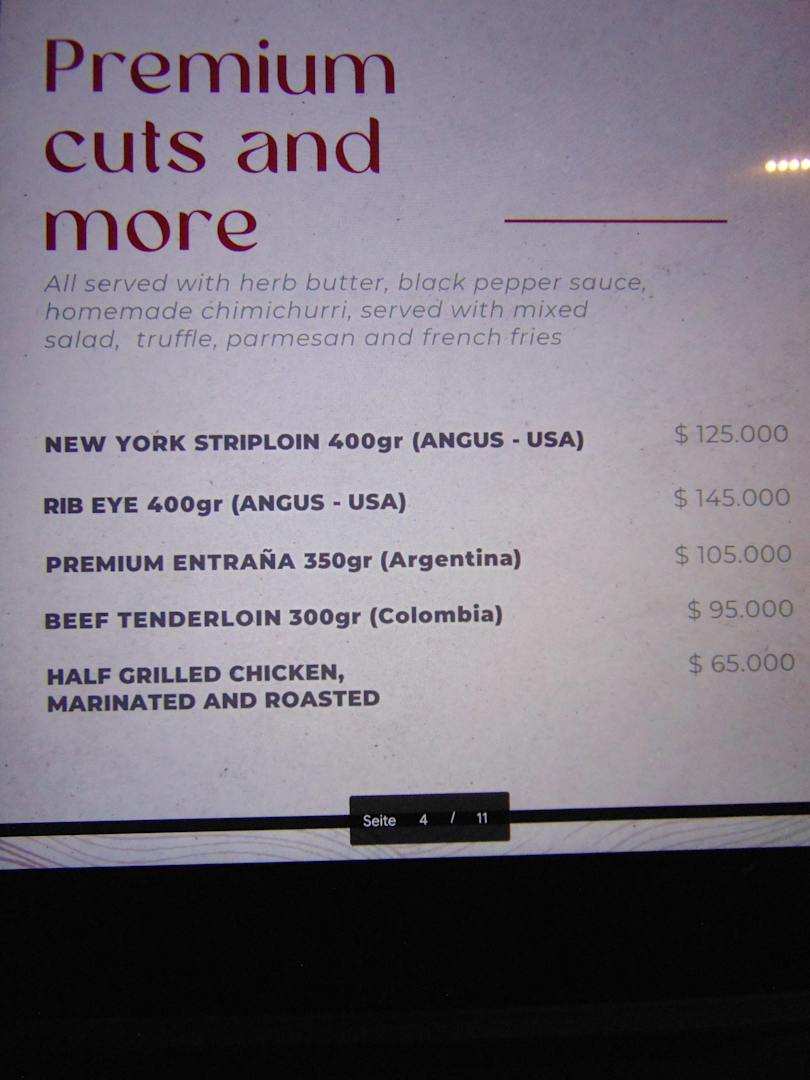 Premium
cuts and
more
All served with herb butter, black pepper sauce,
homemade chimichurri, served with mixed
salad,  truffle, parmesan and french fries
NEW YORK STRIPLOIN 400gr (ANGUS - USA) $ 125.000
RIB EYE 400gr (ANGUS - USA) $ 145.000
PREMIUM ENTRAÑA 350gr (Argentina) $ 105.000
BEEF TENDERLOIN 300gr (Colombia) $ 95.000
HALF GRILLED CHICKEN, $ 65.000
MARINATED AND ROASTED
Seite 4 / 11